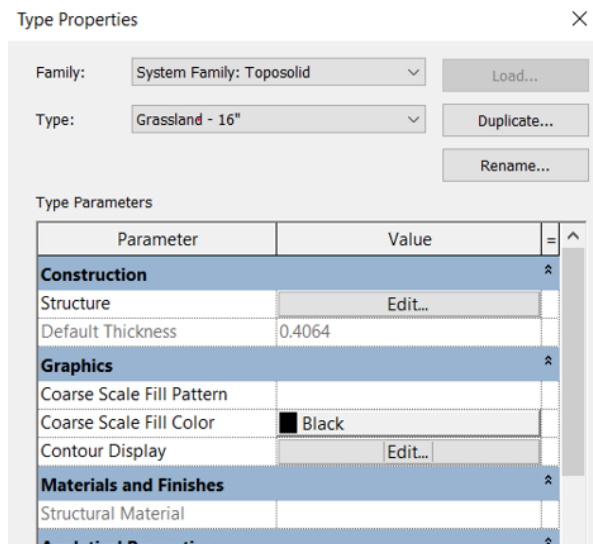 Type Properties
Family: System Family: Toposolid Load...
Type: Grassland - 16" Duplicate...
Rename...
Type Parameters
Parameter Value =
Construction
Structure Edit...
Default Thickness 0.4064
Graphics
Coarse Scale Fill Pattern
Coarse Scale Fill Color Black
Contour Display Edit...
Materials and Finishes
Structural Material